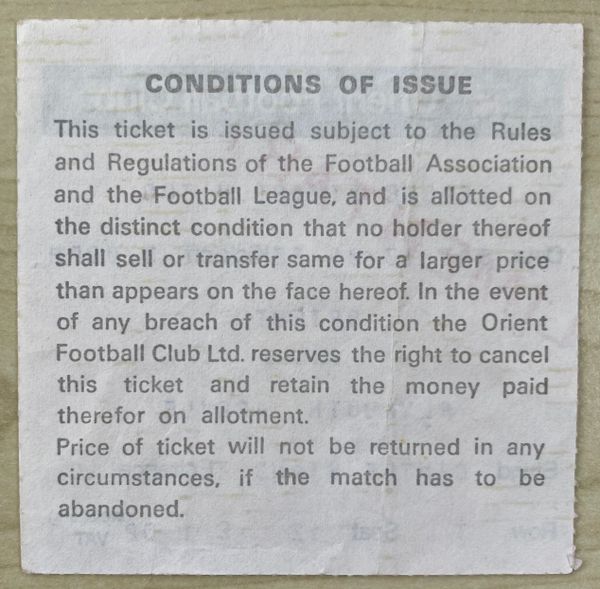 CONDITIONS OF ISSUE
This ticket is issued subject to the Rules
and Regulations of the Football Association
and the Football League, and is allotted on
the distinct condition that no holder thereof
shall sell or transfer same for a larger price
than appears on the face hereof. In the event
of any breach of this condition the Orient
Football Club Ltd. reserves the right to cancel
this ticket and retain the money paid
therefor on allotment.
Price of ticket will not be returned in any
circumstances, if the match has to be
abandoned.